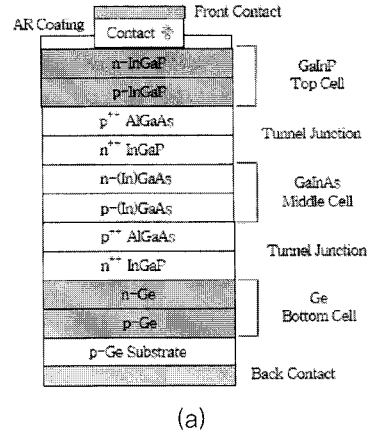 Front Contact
AR Coating
Contact 층
n-InGaP
p-InGaP
GaInP
Top Cell
p++ AlGaAs
n++ InGaP
Tunnel Junction
n-(In)GaAs
p-(In)GaAs
GaInAs
Middle Cell
p++ AlGaAs
n++ InGaP
Tunnel Junction
n-Ge
p-Ge
Ge
Bottom Cell
p-Ge Substrate
Back Contact
(a)